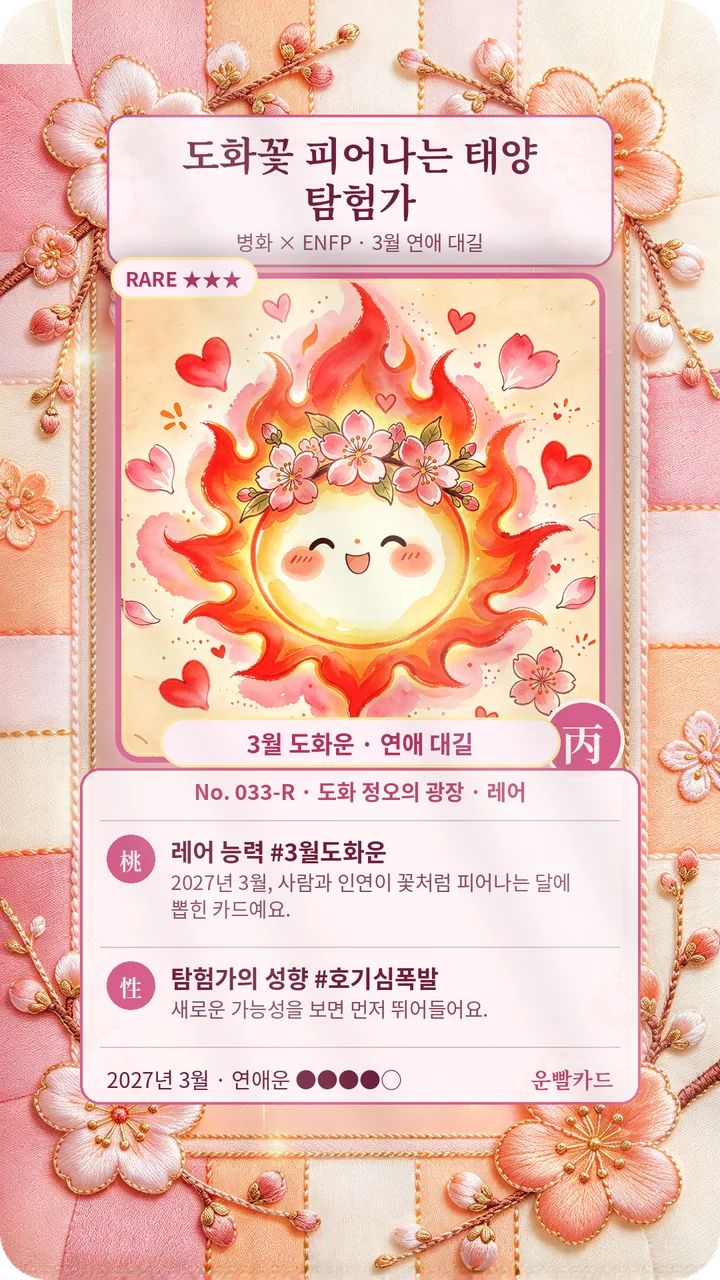 도화꽃 피어나는 태양
탐험가
병화 × ENFP · 3월 연애 대길
RARE ★★★
3월 도화운 · 연애 대길
丙
No. 033-R · 도화 정오의 광장 · 레어
桃
레어 능력 #3월도화운
2027년 3월, 사람과 인연이 꽃처럼 피어나는 달에
뽑힌 카드예요.
性
탐험가의 성향 #호기심폭발
새로운 가능성을 보면 먼저 뛰어들어요.
2027년 3월 · 연애운 ●●●●○
운빨카드